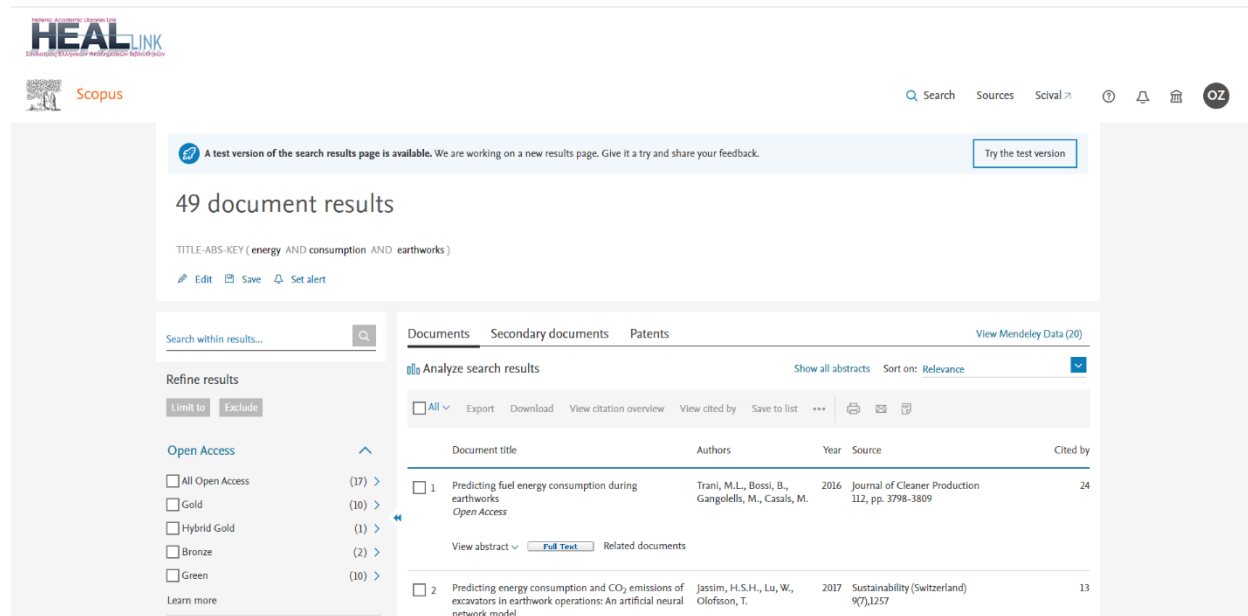 Hellenic Academic Libraries Link
HEAL LINK
Scopus
Search Sources Scival
OZ
A test version of the search results page is available. We are working on a new results page. Give it a try and share your feedback.
Try the test version
49 document results
TITLE-ABS-KEY ( energy AND consumption AND earthworks )
Edit Save Set alert
Search within results...
Refine results
Limit to Exclude
Open Access
All Open Access (17)
Gold (10)
Hybrid Gold (1)
Bronze (2)
Green (10)
Learn more
Documents Secondary documents Patents
View Mendeley Data (20)
Analyze search results
Show all abstracts Sort on: Relevance
All Export Download View citation overview View cited by Save to list
Document title Authors Year Source Cited by
1 Predicting fuel energy consumption during Trani, M.L., Bossi, B., 2016 Journal of Cleaner Production 24
earthworks Gangolells, M., Casals, M. 112, pp. 3798-3809
Open Access
View abstract Full Text Related documents
2 Predicting energy consumption and CO2 emissions of Jassim, H.S.H., Lu, W., 2017 Sustainability (Switzerland) 13
excavators in earthwork operations: An artificial neural Olofsson, T. 9(7),1257
network model